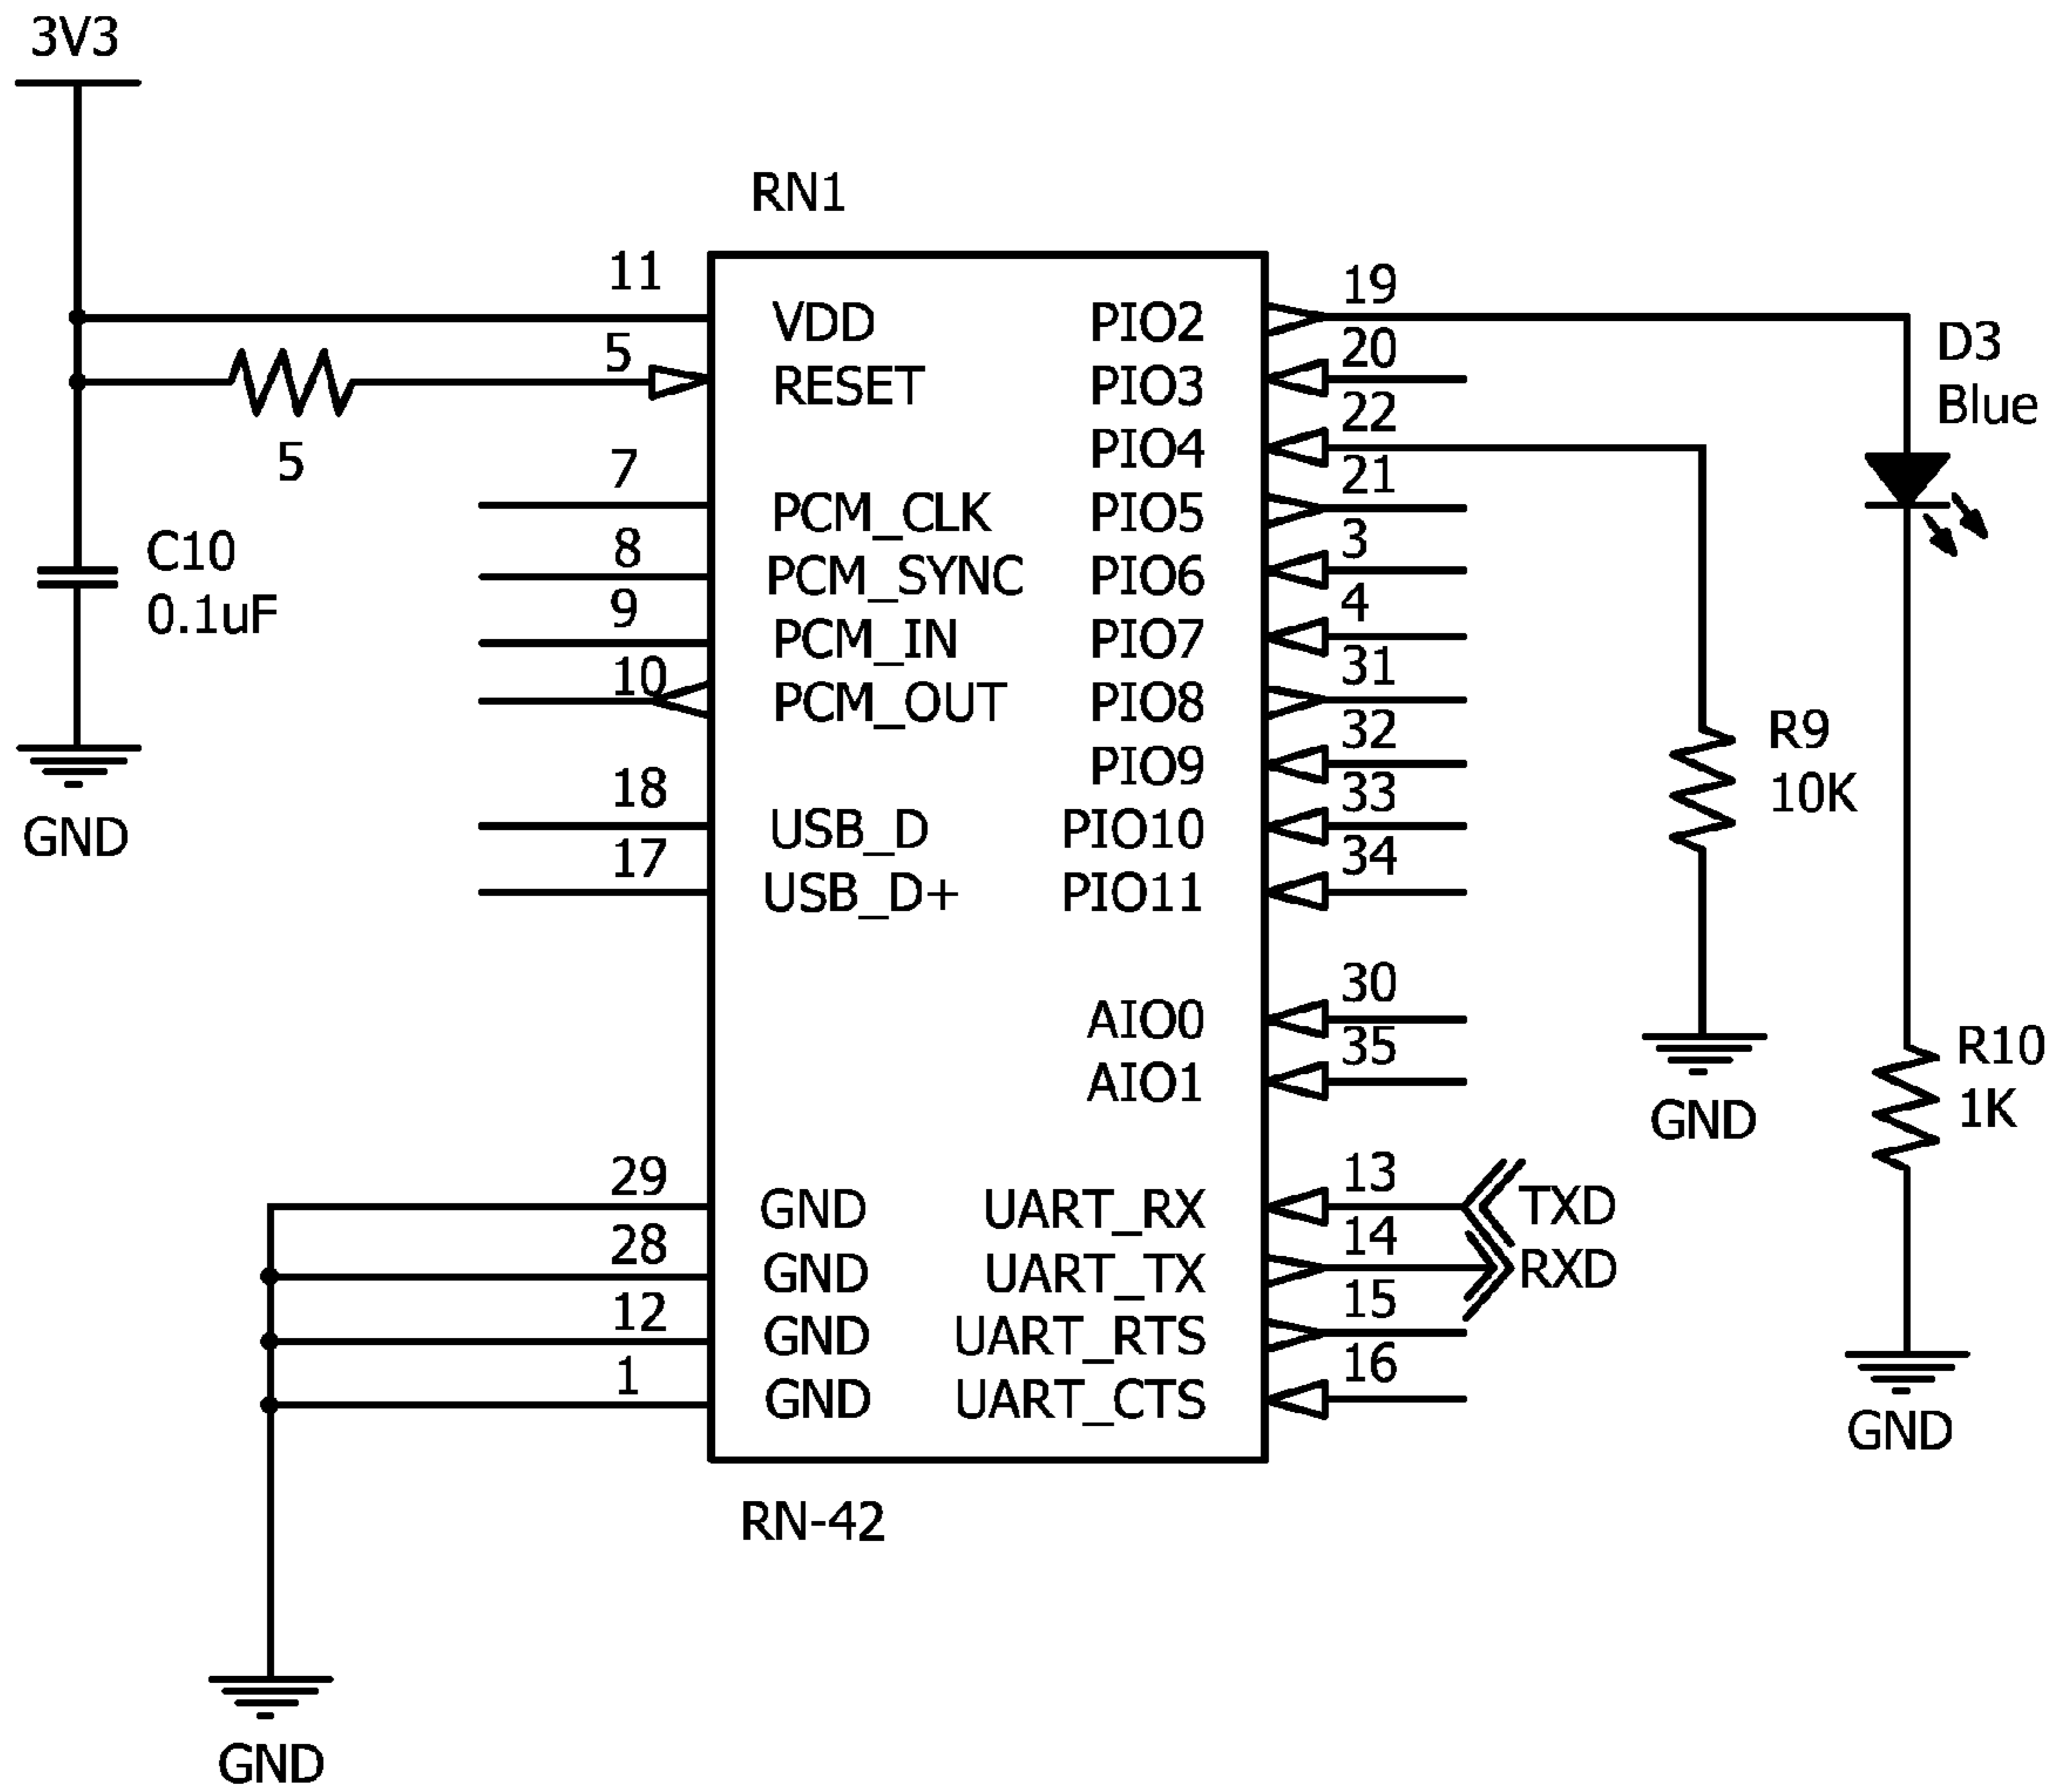 3V3
RN1
11
VDD
5
RESET
5
7
PCM_CLK
8
PCM_SYNC
9
PCM_IN
10
PCM_OUT
18
USB_D
17
USB_D+
C10
0.1uF
GND
29
GND
28
GND
12
GND
1
GND
GND
PIO2
19
PIO3
20
PIO4
22
PIO5
21
PIO6
3
PIO7
4
PIO8
31
PIO9
32
PIO10
33
PIO11
34
AIO0
30
AIO1
35
UART_RX
13
TXD
UART_TX
14
RXD
UART_RTS
15
UART_CTS
16
RN-42
D3
Blue
R9
10K
GND
R10
1K
GND